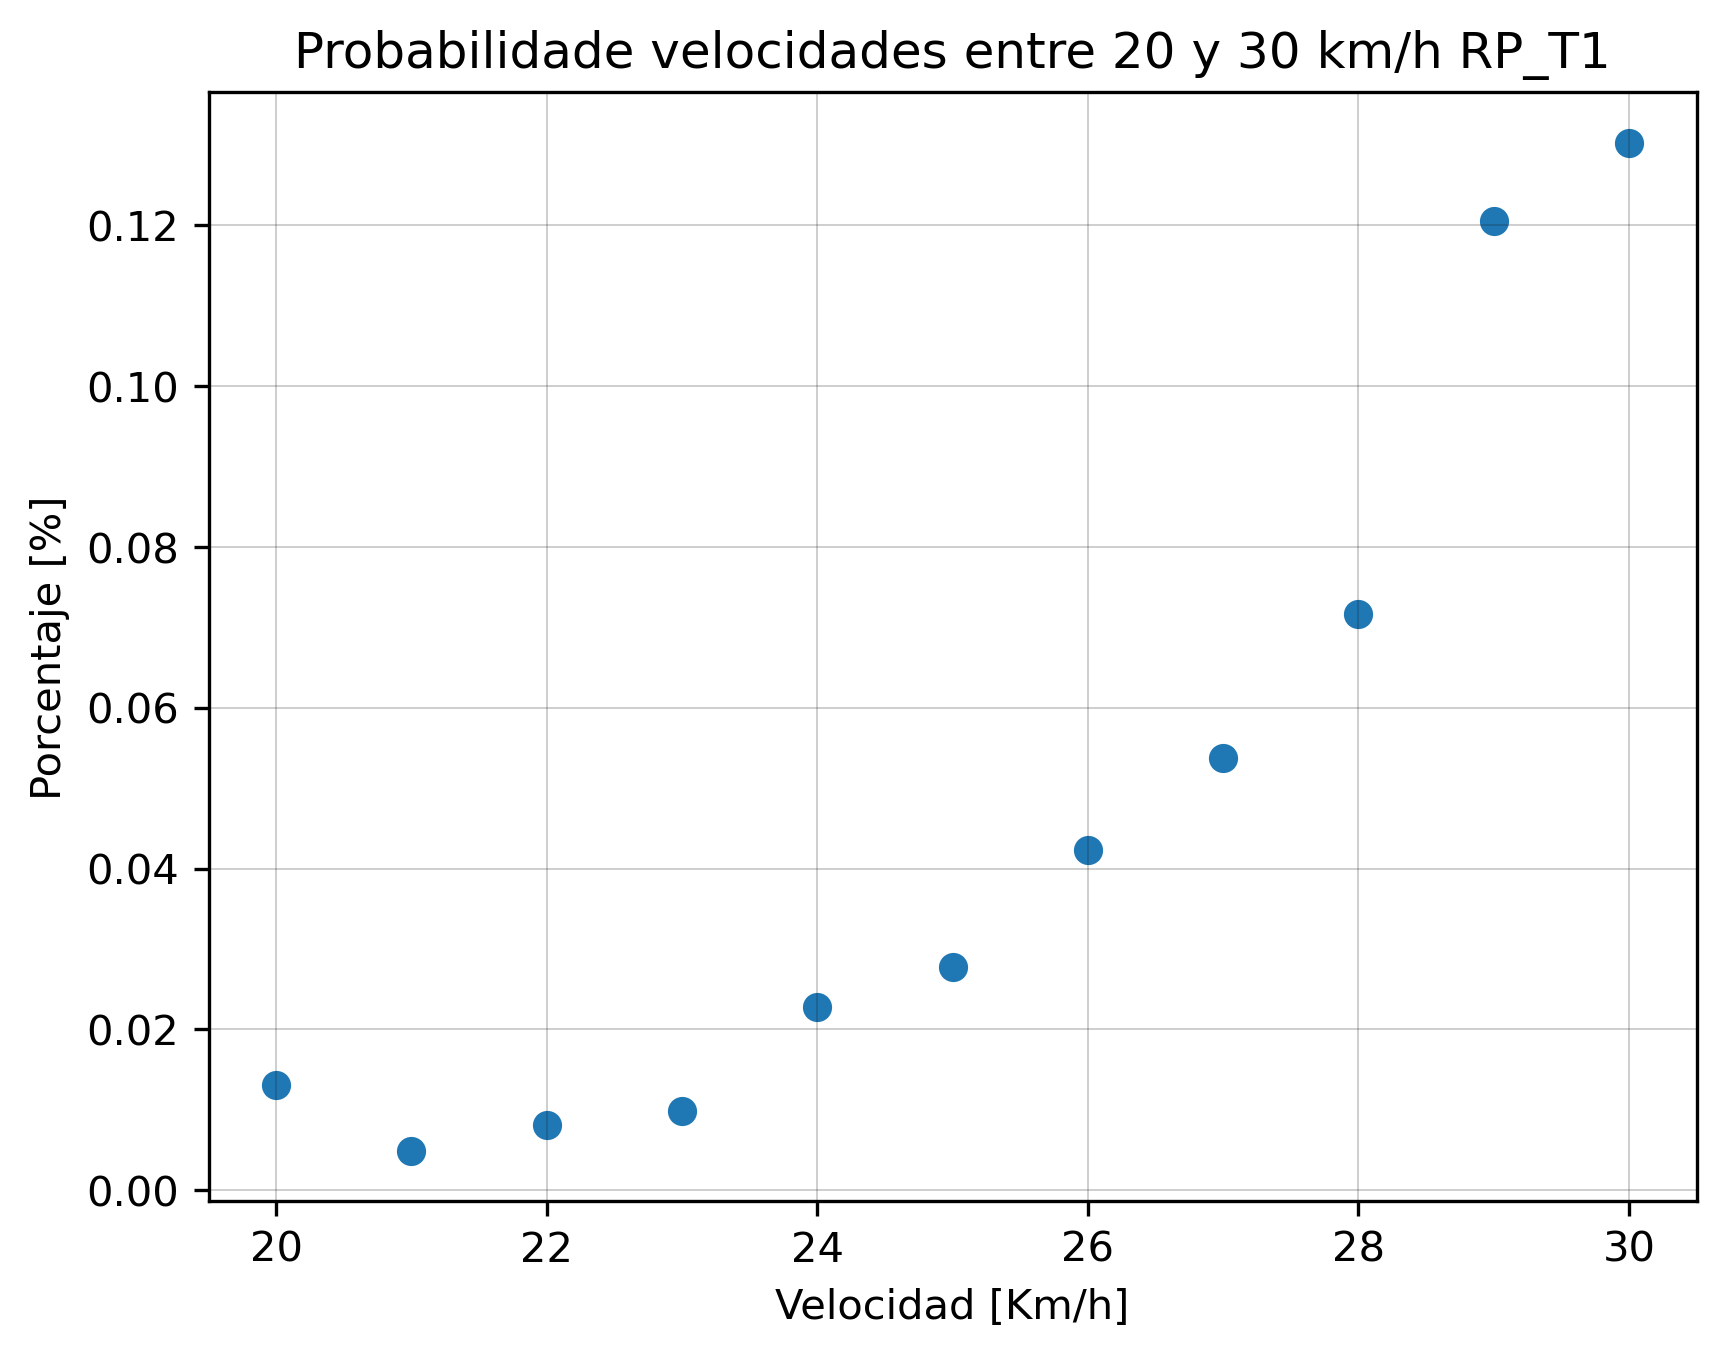 Probabilidade velocidades entre 20 y 30 km/h RP_T1
Porcentaje [%]
0.12
0.10
0.08
0.06
0.04
0.02
0.00
20 22 24 26 28 30
Velocidad [Km/h]